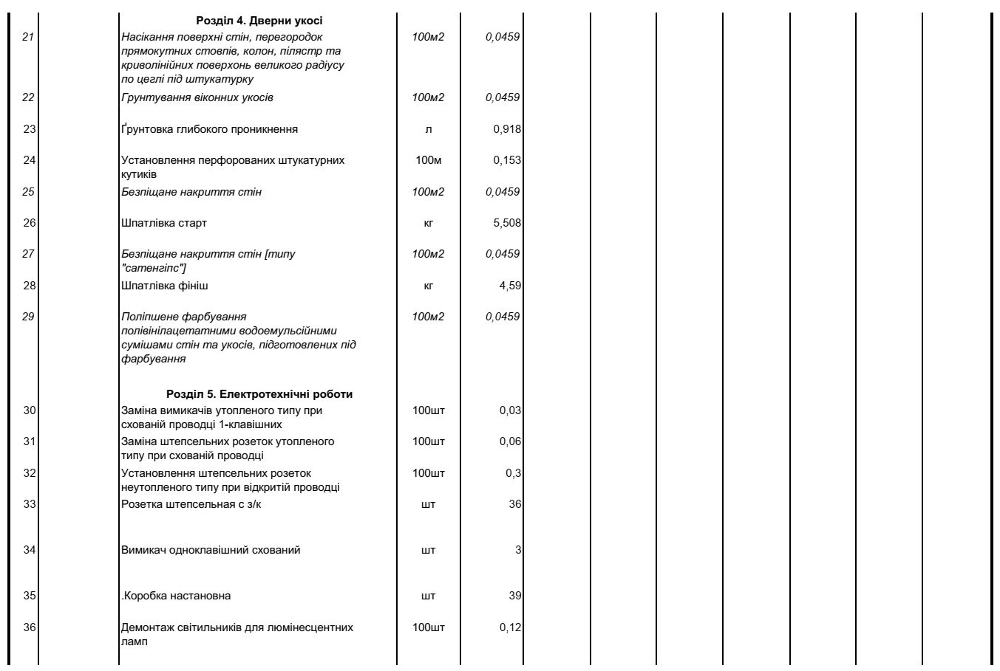 Розділ 4. Дверни укосі
21 Насікання поверхні стін, перегородок 100м2 0,0459
прямокутних стовпів, колон, пілястр та
криволінійних поверхонь великого радіусу
по цеглі під штукатурку
22 Грунтування віконних укосів 100м2 0,0459
23 Ґрунтовка глибокого проникнення л 0,918
24 Установлення перфорованих штукатурних 100м 0,153
кутиків
25 Безпіщане накриття стін 100м2 0,0459
26 Шпатлівка старт кг 5,508
27 Безпіщане накриття стін [типу 100м2 0,0459
"сатенгіпс"]
28 Шпатлівка фініш кг 4,59
29 Поліпшене фарбування 100м2 0,0459
полівінілацетатними водоемульсійними
сумішами стін та укосів, підготовлених під
фарбування
Розділ 5. Електротехнічні роботи
30 Заміна вимикачів утопленого типу при 100шт 0,03
схованій проводці 1-клавішних
31 Заміна штепсельних розеток утопленого 100шт 0,06
типу при схованій проводці
32 Установлення штепсельних розеток 100шт 0,3
неутопленого типу при відкритій проводці
33 Розетка штепсельная с з/к шт 36
34 Вимикач одноклавішний схований шт 3
35 .Коробка настановна шт 39
36 Демонтаж світильників для люмінесцентних 100шт 0,12
ламп